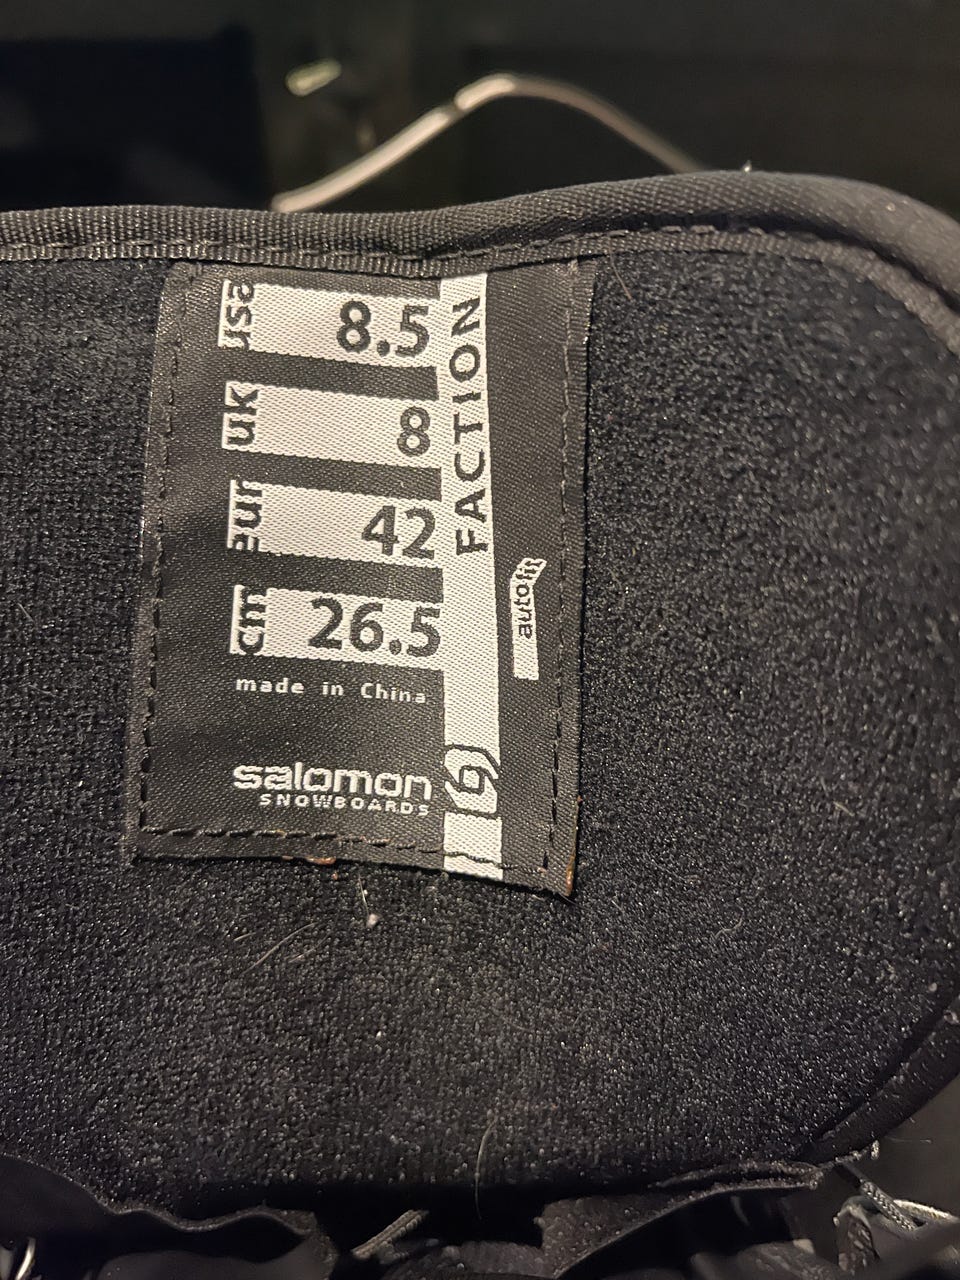 usa 8.5
uk 8
eur 42
cm 26.5
made in China
salomon
SNOWBOARDS
FACTION
autofit